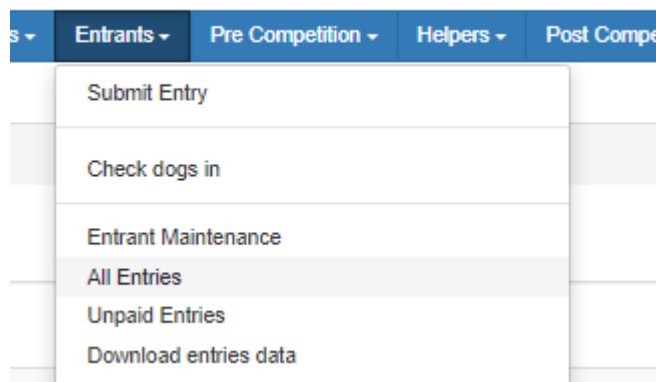 s Entrants Pre Competition Helpers Post Compe
Submit Entry
Check dogs in
Entrant Maintenance
All Entries
Unpaid Entries
Download entries data